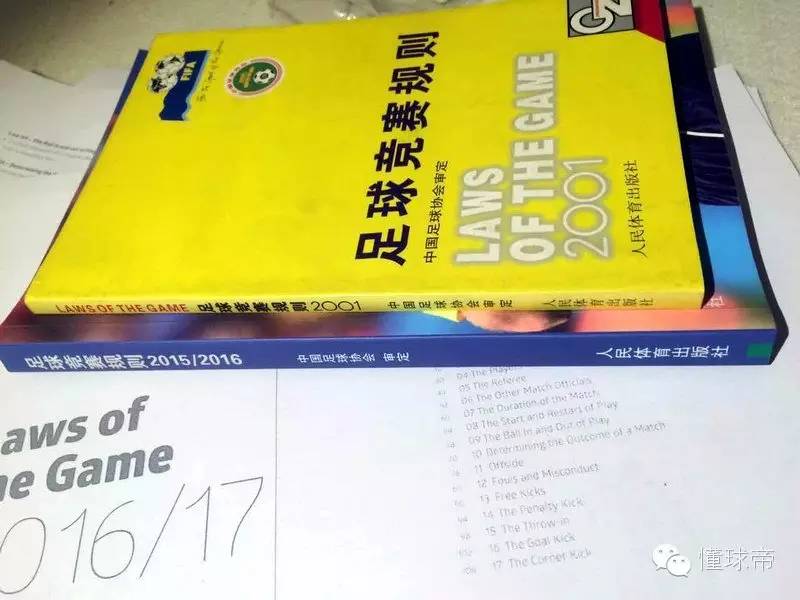 FIFA
足球竞赛规则
中国足球协会审定
LAWS
OF THE GAME
2001
人民体育出版社
LAWS OF THE GAME 足球竞赛规则 2001 中国足球协会审定 人民体育出版社
足球竞赛规则2015/2016 中国足球协会 审定 人民体育出版社
社
aws of
e Game
016/17
04 The Players
05 The Referee
06 The Other Match Officials
07 The Duration of the Match
08 The Start and Restart of Play
09 The Ball In and Out of Play
10 Determining the Outcome of a Match
11 Offside
12 Fouls and Misconduct
13 Free Kicks
14 The Penalty Kick
15 The Throw-in
16 The Goal Kick
17 The Corner Kick
懂球帝